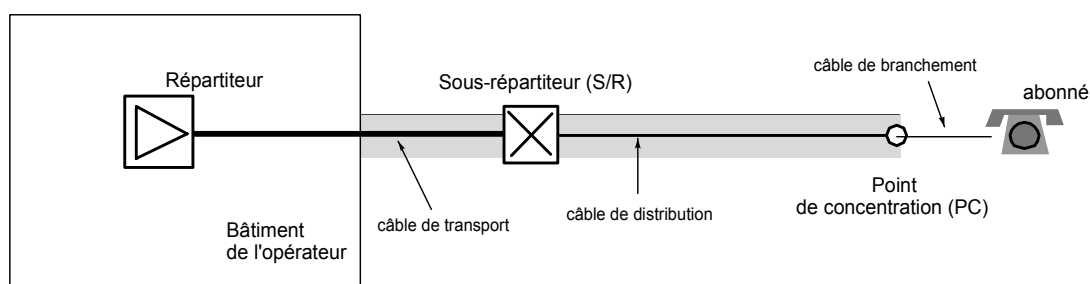 Répartiteur
Sous-répartiteur (S/R)
câble de branchement
abonné
câble de transport
câble de distribution
Point
de concentration (PC)
Bâtiment
de l'opérateur